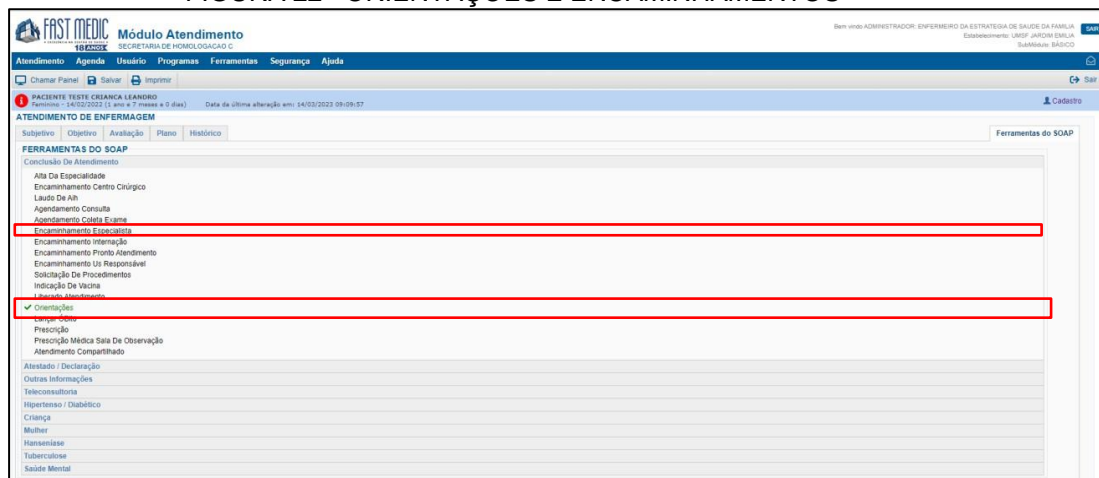 FAST MEDIC
18 ANOS
Módulo Atendimento
SECRETARIA DE HOMOLOGACAO C
Bem vindo ADMINISTRADOR: ENFERMEIRO DA ESTRATEGIA DE SAUDE DA FAMILIA
Estabelecimento: UMSF JARDIM EMILIA
SubMódulo: BÁSICO
SAIR
Atendimento Agenda Usuário Programas Ferramentas Segurança Ajuda
Chamar Painel Salvar Imprimir Sair
PACIENTE TESTE CRIANCA LEANDRO
Feminino - 14/02/2022 (1 ano e 7 meses e 0 dias) Data da última alteração em: 14/03/2023 09:09:57
Cadastro
ATENDIMENTO DE ENFERMAGEM
Subjetivo Objetivo Avaliação Plano Histórico Ferramentas do SOAP
FERRAMENTAS DO SOAP
Conclusão De Atendimento
Alta Da Especialidade
Encaminhamento Centro Cirúrgico
Laudo De Aih
Agendamento Consulta
Agendamento Coleta Exame
Encaminhamento Especialista
Encaminhamento Internação
Encaminhamento Pronto Atendimento
Encaminhamento Us Responsável
Solicitação De Procedimentos
Indicação De Vacina
Liberado Atendimento
Orientações
Lançar Óbito
Prescrição
Prescrição Médica Sala De Observação
Atendimento Compartilhado
Atestado / Declaração
Outras Informações
Teleconsultoria
Hipertenso / Diabético
Criança
Mulher
Hanseníase
Tuberculose
Saúde Mental